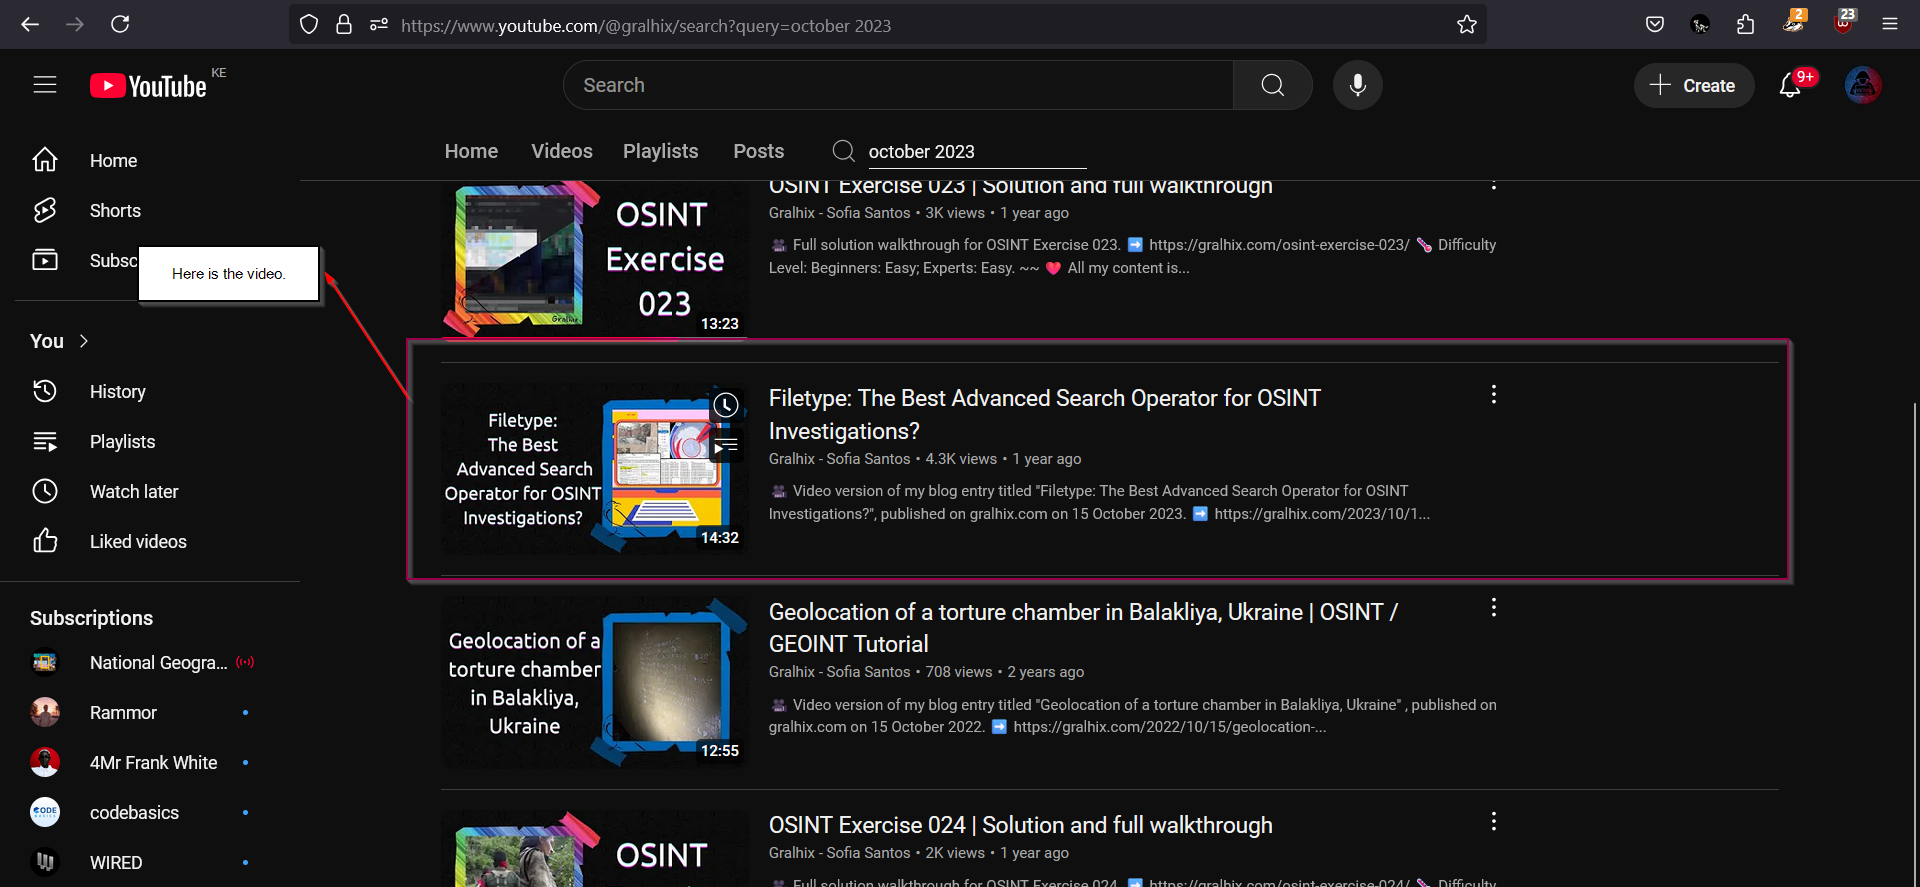 https://www.youtube.com/@gralhix/search?query=october 2023
2
23
YouTube KE
Search
Create
9+
Home
Videos
Playlists
Posts
october 2023
Home
Shorts
Subsc
Here is the video.
You
History
Playlists
Watch later
Liked videos
Subscriptions
National Geogra...
Rammor
4Mr Frank White
codebasics
WIRED
OSINT
Exercise
023
Gralhix
13:23
OSINT Exercise 023 | Solution and full walkthrough
Gralhix - Sofia Santos • 3K views • 1 year ago
🎥 Full solution walkthrough for OSINT Exercise 023. ➡️ https://gralhix.com/osint-exercise-023/ 🌡️ Difficulty
Level: Beginners: Easy; Experts: Easy. ~~ ❤️ All my content is...
Filetype:
The Best
Advanced Search
Operator for OSINT
Investigations?
14:32
Filetype: The Best Advanced Search Operator for OSINT
Investigations?
Gralhix - Sofia Santos • 4.3K views • 1 year ago
🎥 Video version of my blog entry titled "Filetype: The Best Advanced Search Operator for OSINT
Investigations?", published on gralhix.com on 15 October 2023. ➡️ https://gralhix.com/2023/10/1...
Geolocation of a
torture chamber
in Balakliya,
Ukraine
12:55
Geolocation of a torture chamber in Balakliya, Ukraine | OSINT /
GEOINT Tutorial
Gralhix - Sofia Santos • 708 views • 2 years ago
🎥 Video version of my blog entry titled "Geolocation of a torture chamber in Balakliya, Ukraine" , published on
gralhix.com on 15 October 2022. ➡️ https://gralhix.com/2022/10/15/geolocation-...
OSINT
OSINT Exercise 024 | Solution and full walkthrough
Gralhix - Sofia Santos • 2K views • 1 year ago
🎥 Full solution walkthrough for OSINT Exercise 024. ➡️ https://gralhix.com/osint-exercise-024/ 🌡️ Difficulty